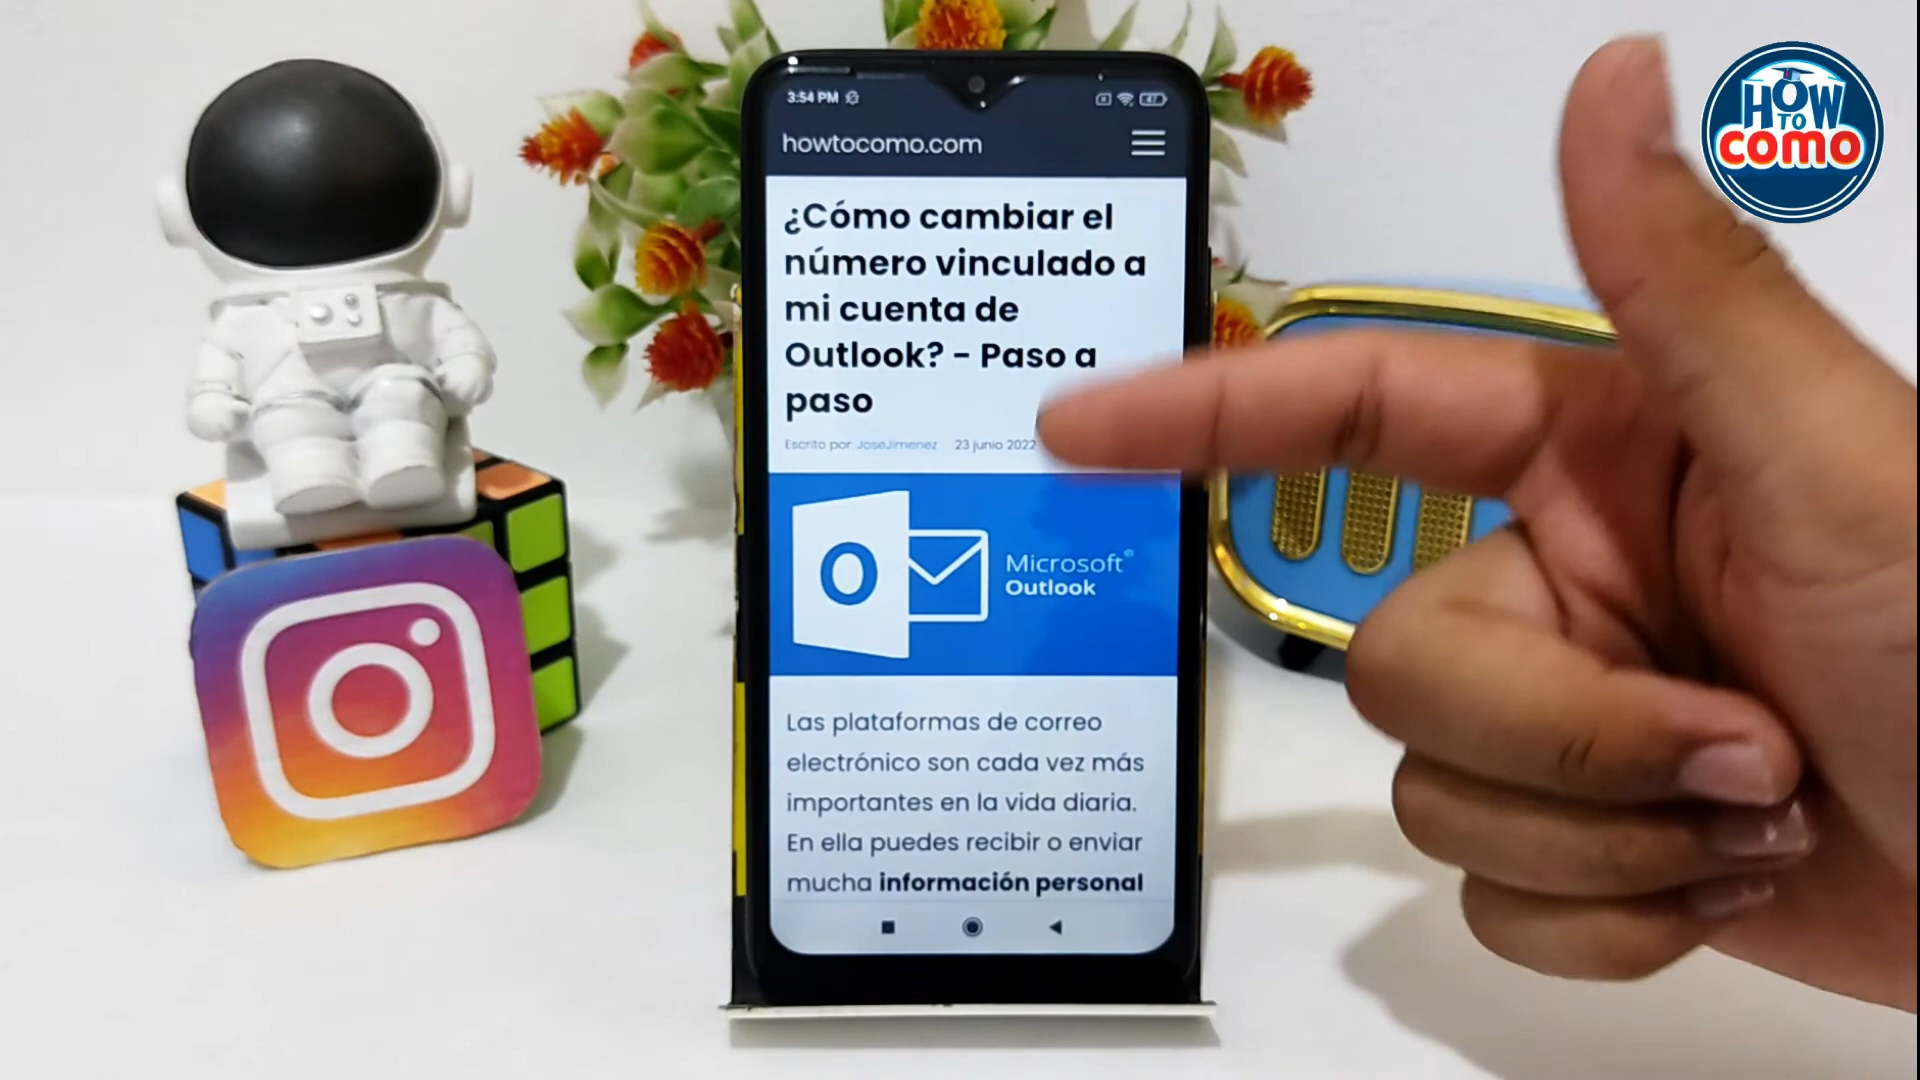 3:54 PM
47
howtocomo.com
¿Cómo cambiar el
número vinculado a
mi cuenta de
Outlook? - Paso a
paso
Escrito por: JoseJimenez 23 junio 2022
O
Microsoft®
Outlook
Las plataformas de correo
electrónico son cada vez más
importantes en la vida diaria.
En ella puedes recibir o enviar
mucha información personal
HOW
TO
COMO